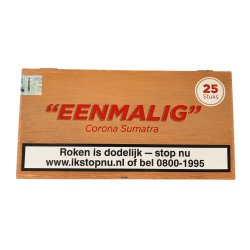 25
Stuks
"EENMALIG"
Corona Sumatra
Roken is dodelijk – stop nu
www.ikstopnu.nl of bel 0800-1995